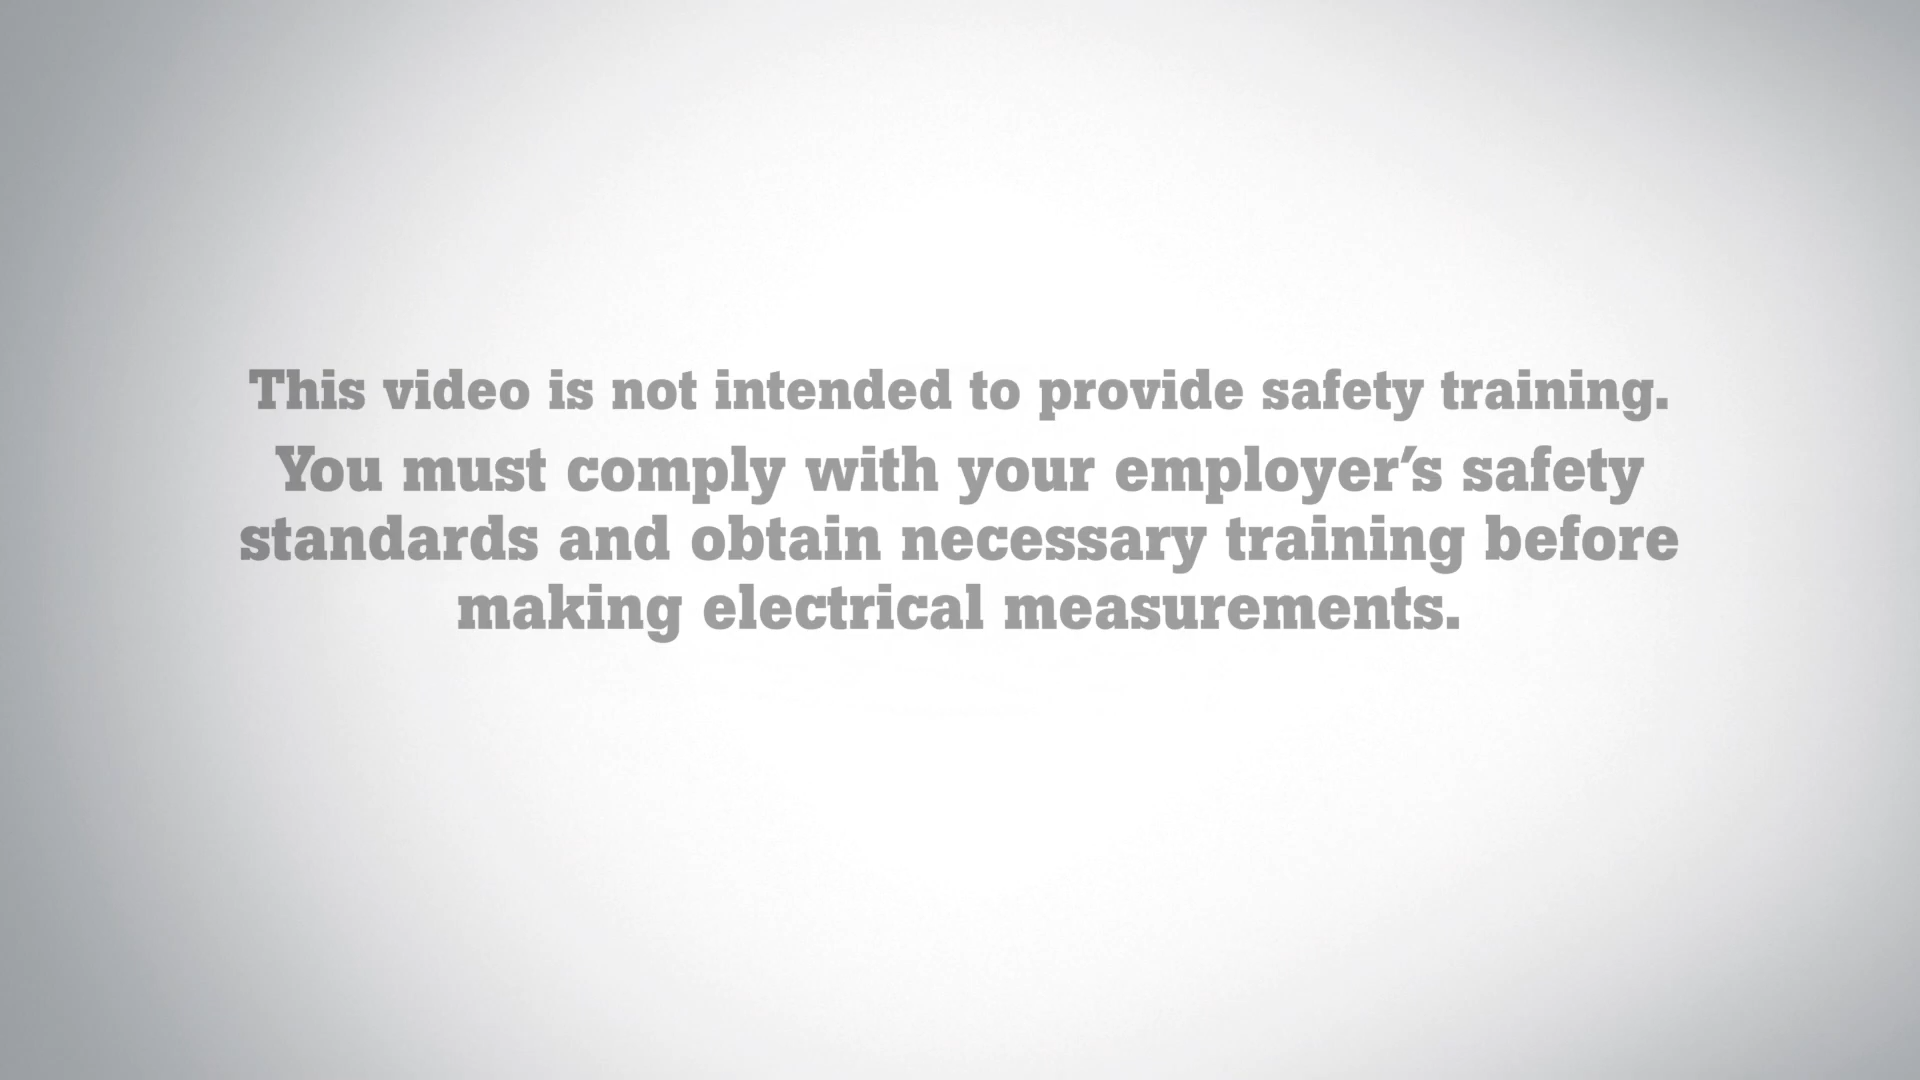 This video is not intended to provide safety training.
You must comply with your employer’s safety
standards and obtain necessary training before
making electrical measurements.